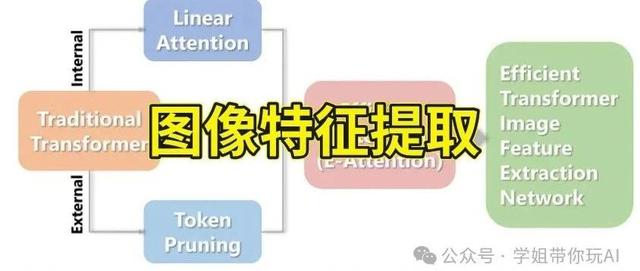 Linear
Attention
Internal
Traditional
Transformer
External
Token
Pruning
图像特征提取
(E-Attention)
Efficient
Transformer
Image
Feature
Extraction
Network
公众号 · 学姐带你玩AI